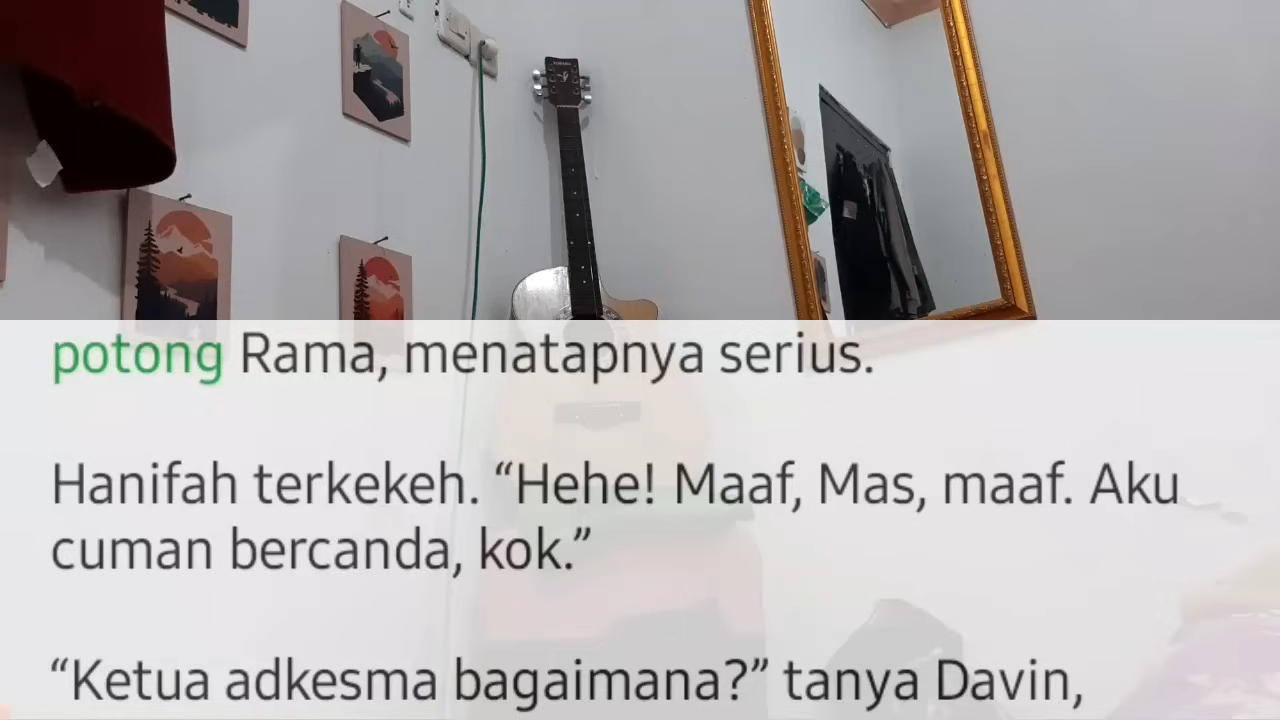 potong Rama, menatapnya serius.
Hanifah terkekeh. “Hehe! Maaf, Mas, maaf. Aku
cuman bercanda, kok.”
“Ketua adkesma bagaimana?” tanya Davin,